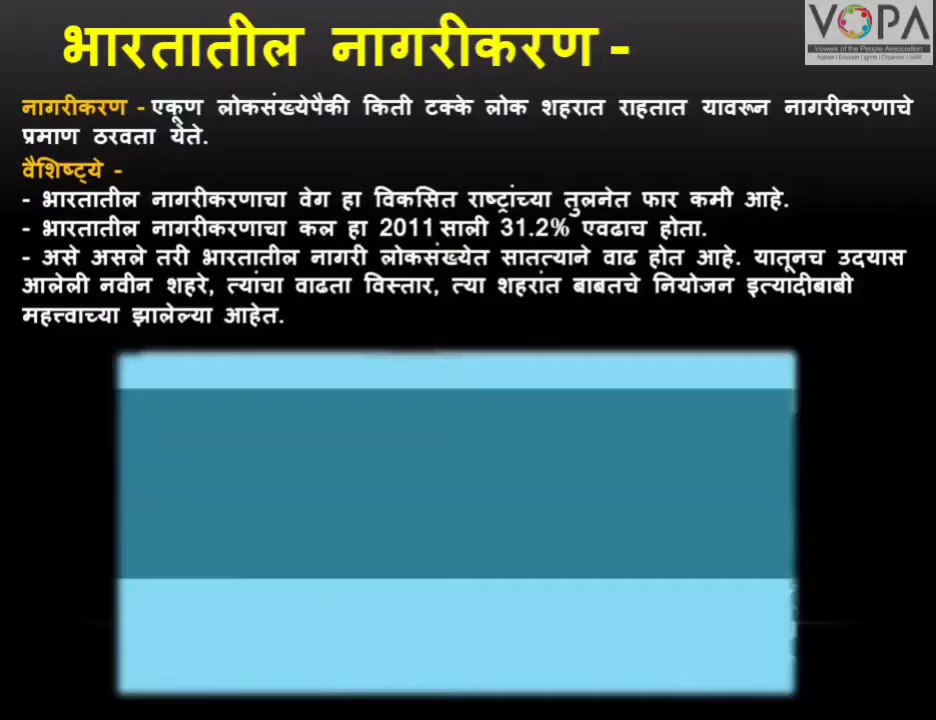 भारतातील नागरीकरण -
VOPA
Vowels of the People Association
नागरीकरण - एकूण लोकसंख्येपैकी किती टक्के लोक शहरात राहतात यावरून नागरीकरणाचे
प्रमाण ठरवता येते.
वैशिष्ट्ये -
- भारतातील नागरीकरणाचा वेग हा विकसित राष्ट्रांच्या तुलनेत फार कमी आहे.
- भारतातील नागरीकरणाचा कल हा 2011 साली 31.2% एवढाच होता.
- असे असले तरी भारतातील नागरी लोकसंख्येत सातत्याने वाढ होत आहे. यातूनच उदयास
आलेली नवीन शहरे, त्यांचा वाढता विस्तार, त्या शहरांत बाबतचे नियोजन इत्यादीबाबी
महत्त्वाच्या झालेल्या आहेत.